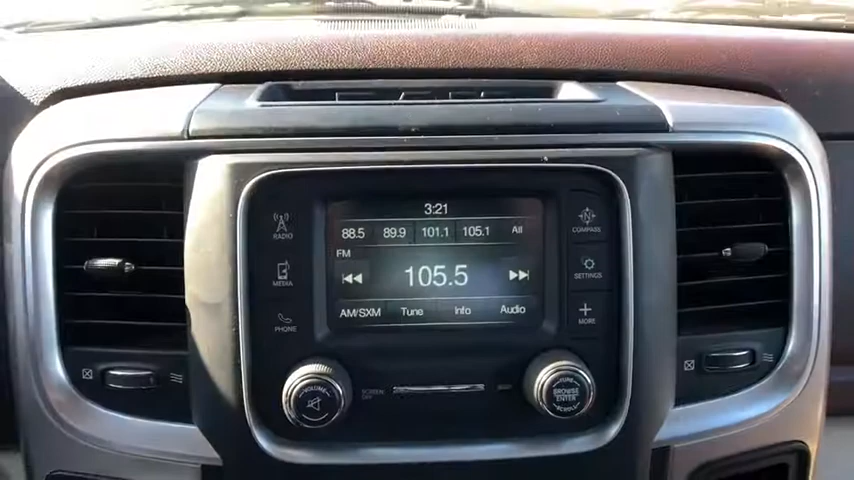 3:21
88.5 89.9 101.1 105.1 All
FM
105.5
AM/SXM Tune Info Audio
RADIO
MEDIA
PHONE
COMPASS
SETTINGS
MORE
VOLUME
SCREEN
OFF
TUNE
BROWSE
ENTER
SCROLL